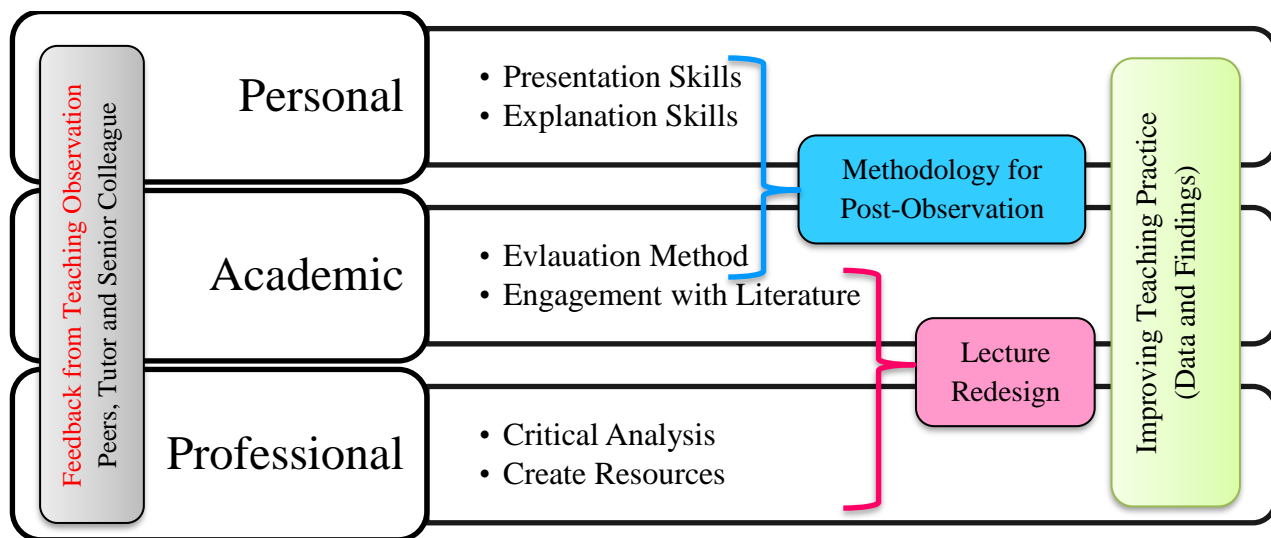 Feedback from Teaching Observation
Peers, Tutor and Senior Colleague
Personal
• Presentation Skills
• Explanation Skills
Academic
• Evlauation Method
• Engagement with Literature
Professional
• Critical Analysis
• Create Resources
Methodology for
Post-Observation
Lecture
Redesign
Improving Teaching Practice
(Data and Findings)